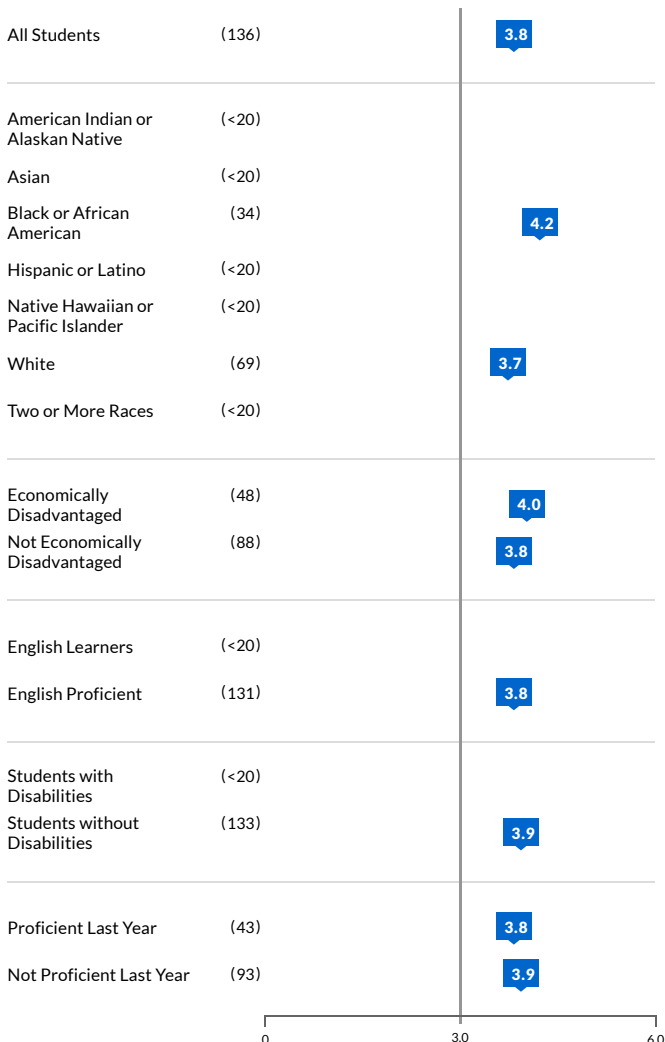 All Students (136) 3.8
American Indian or (<20)
Alaskan Native
Asian (<20)
Black or African (34) 4.2
American
Hispanic or Latino (<20)
Native Hawaiian or (<20)
Pacific Islander
White (69) 3.7
Two or More Races (<20)
Economically (48) 4.0
Disadvantaged
Not Economically (88) 3.8
Disadvantaged
English Learners (<20)
English Proficient (131) 3.8
Students with (<20)
Disabilities
Students without (133) 3.9
Disabilities
Proficient Last Year (43) 3.8
Not Proficient Last Year (93) 3.9
0 3.0 6.0